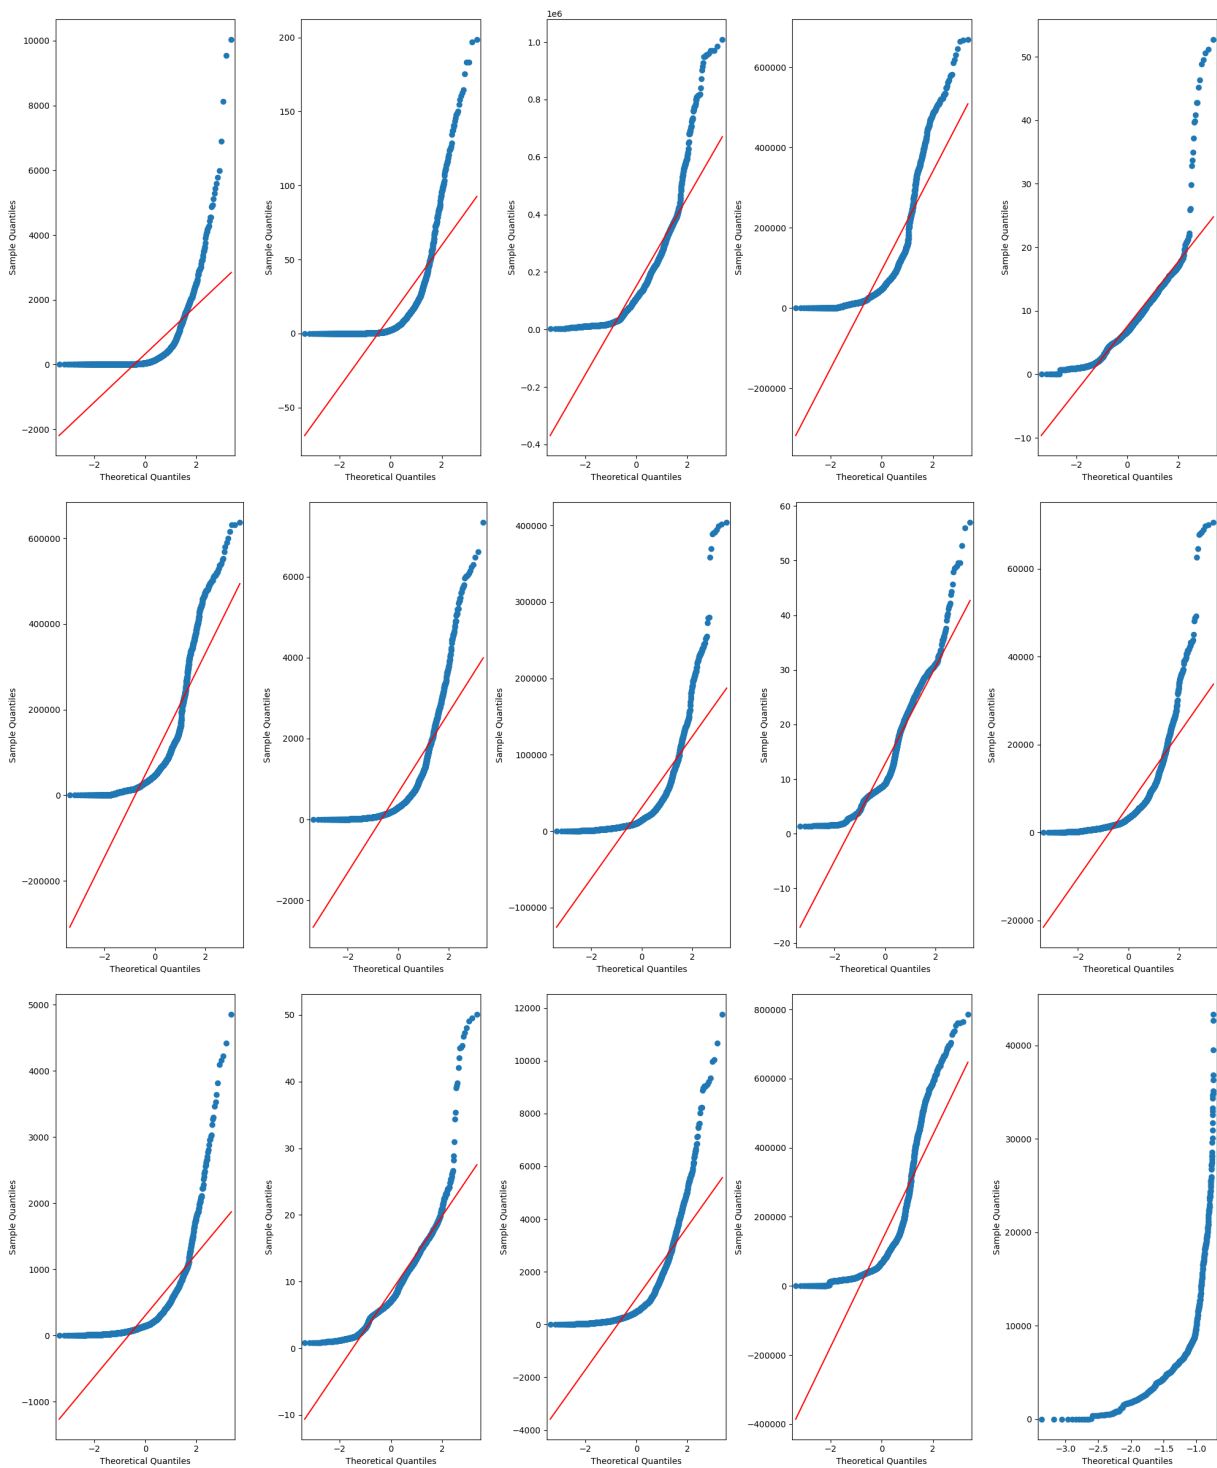 1e6
10000
8000
6000
4000
2000
0
−2000
Sample Quantiles
−2 0 2
Theoretical Quantiles
200
150
100
50
0
−50
Sample Quantiles
−2 0 2
Theoretical Quantiles
1.0
0.8
0.6
0.4
0.2
0.0
−0.2
−0.4
Sample Quantiles
−2 0 2
Theoretical Quantiles
600000
400000
200000
0
−200000
Sample Quantiles
−2 0 2
Theoretical Quantiles
50
40
30
20
10
0
−10
Sample Quantiles
−2 0 2
Theoretical Quantiles
600000
400000
200000
0
−200000
Sample Quantiles
−2 0 2
Theoretical Quantiles
6000
4000
2000
0
−2000
Sample Quantiles
−2 0 2
Theoretical Quantiles
400000
300000
200000
100000
0
−100000
Sample Quantiles
−2 0 2
Theoretical Quantiles
60
50
40
30
20
10
0
−10
−20
Sample Quantiles
−2 0 2
Theoretical Quantiles
60000
40000
20000
0
−20000
Sample Quantiles
−2 0 2
Theoretical Quantiles
5000
4000
3000
2000
1000
0
−1000
Sample Quantiles
−2 0 2
Theoretical Quantiles
50
40
30
20
10
0
−10
Sample Quantiles
−2 0 2
Theoretical Quantiles
12000
10000
8000
6000
4000
2000
0
−2000
−4000
Sample Quantiles
−2 0 2
Theoretical Quantiles
800000
600000
400000
200000
0
−200000
−400000
Sample Quantiles
−2 0 2
Theoretical Quantiles
40000
30000
20000
10000
0
Sample Quantiles
−3.0 −2.5 −2.0 −1.5 −1.0
Theoretical Quantiles